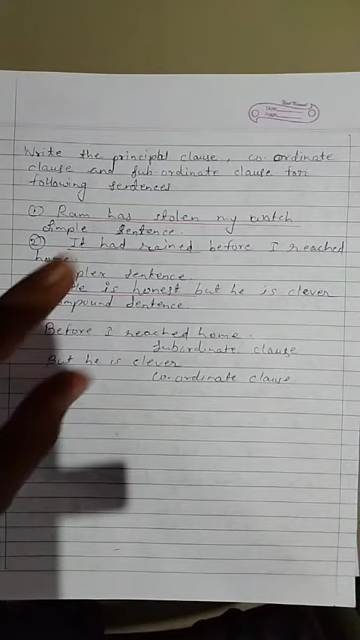 Write the principal clause, co-ordinate
clause and sub-ordinate clause for
following sentences
① Ram has stolen my watch
Simple Sentence.
② It had rained before I reached
home.
plex sentence
He is honest but he is clever
mpound sentence.
Before I reached home.
Subordinate clause
But he is clever
co-ordinate clause